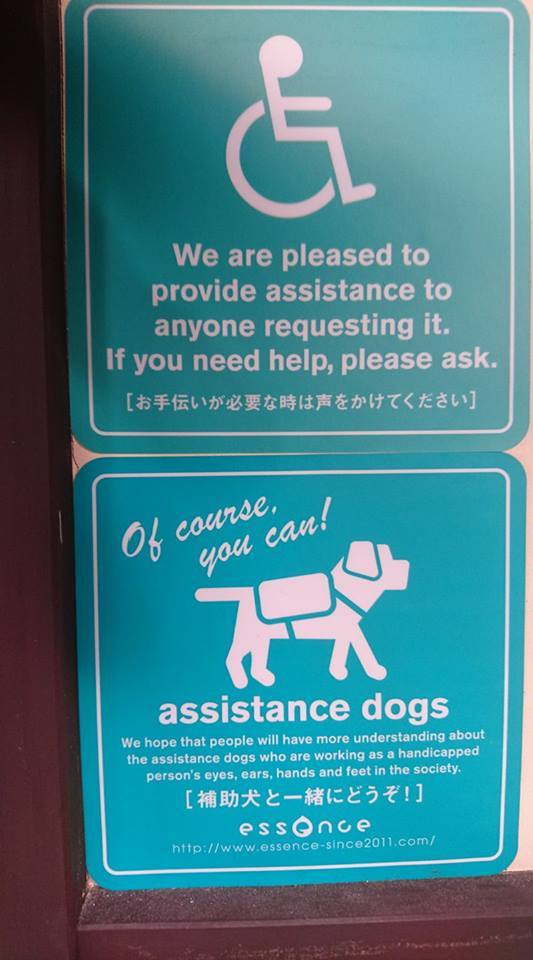 We are pleased to
provide assistance to
anyone requesting it.
If you need help, please ask.
[お手伝いが必要な時は声をかけてください]
Of course,
you can!
assistance dogs
We hope that people will have more understanding about
the assistance dogs who are working as a handicapped
person's eyes, ears, hands and feet in the society.
[補助犬と一緒にどうぞ!]
essence
http://www.essence-since2011.com/